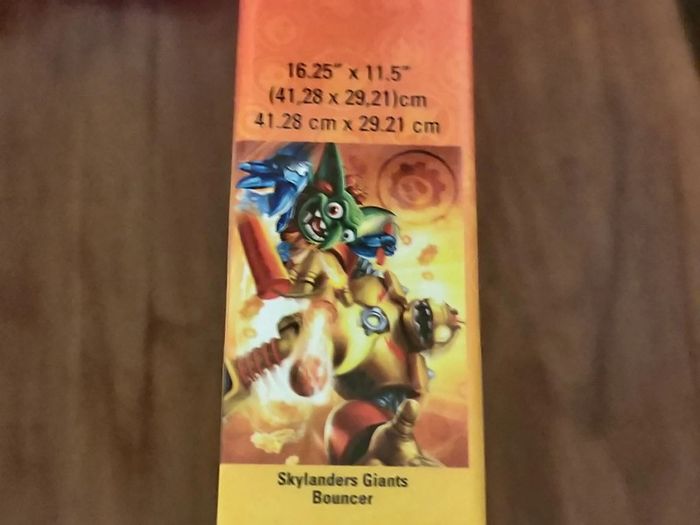 16.25" x 11.5"
(41,28 x 29,21)cm
41.28 cm x 29.21 cm
Skylanders Giants
Bouncer